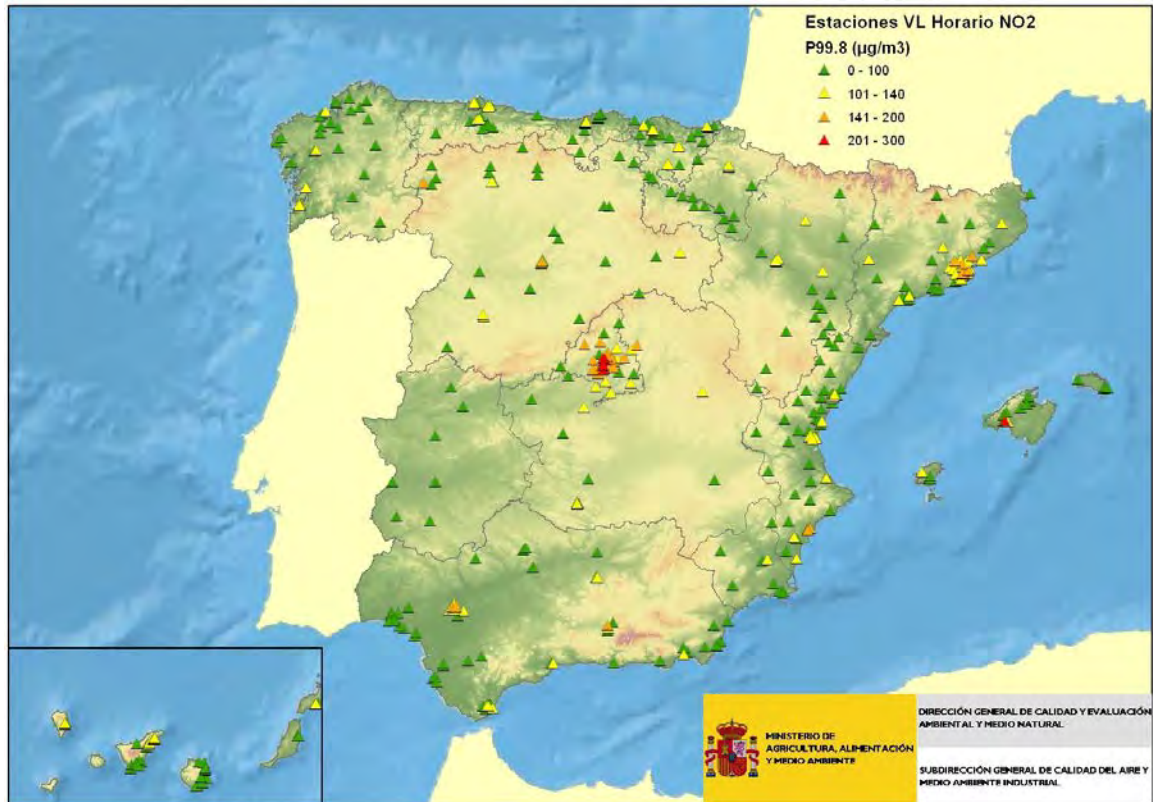 Estaciones VL Horario NO2
P99.8 (µg/m3)
0 - 100
101 - 140
141 - 200
201 - 300
MINISTERIO DE
AGRICULTURA, ALIMENTACIÓN
Y MEDIO AMBIENTE
DIRECCIÓN GENERAL DE CALIDAD Y EVALUACIÓN
AMBIENTAL Y MEDIO NATURAL
SUBDIRECCIÓN GENERAL DE CALIDAD DEL AIRE Y
MEDIO AMBIENTE INDUSTRIAL